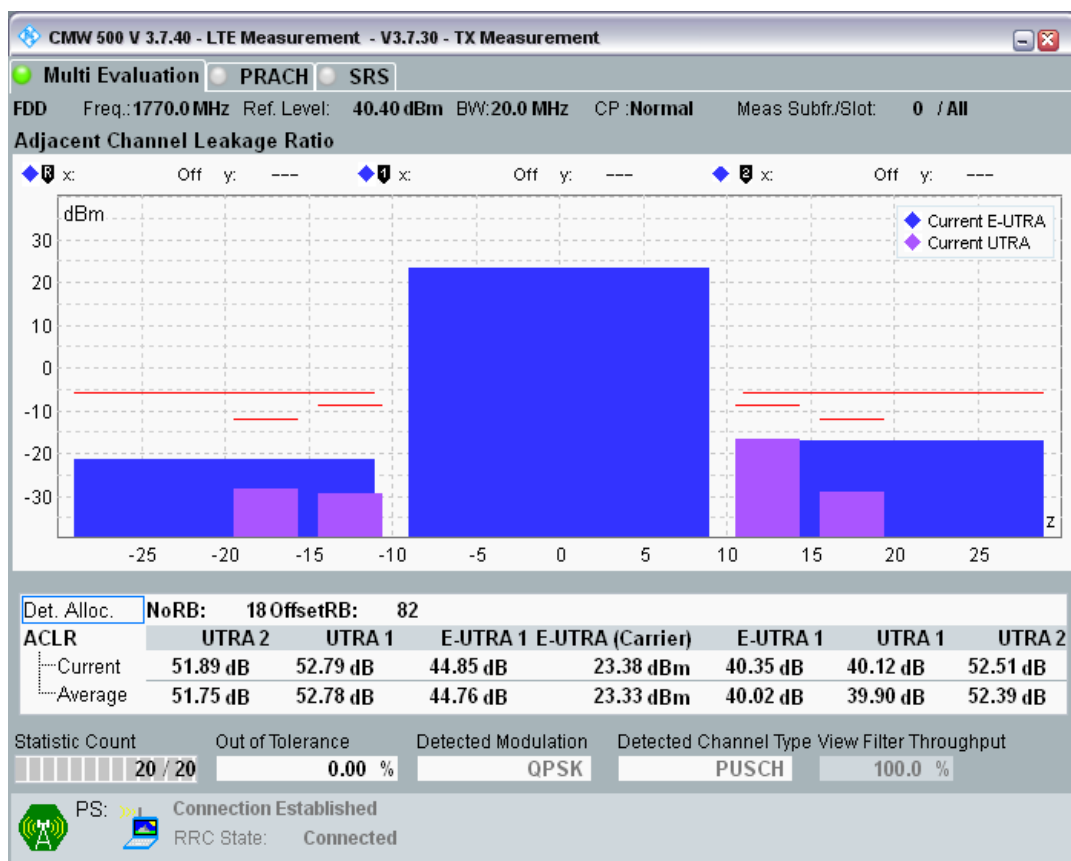 CMW 500 V 3.7.40 - LTE Measurement - V3.7.30 - TX Measurement
Multi Evaluation PRACH SRS
FDD Freq.:1770.0 MHz Ref. Level: 40.40 dBm BW:20.0 MHz CP :Normal Meas Subfr./Slot: 0 / All
Adjacent Channel Leakage Ratio
R x: Off y: --- 1 x: Off y: --- 2 x: Off y: ---
dBm
Current E-UTRA
Current UTRA
30
20
10
0
-10
-20
-30
z
-25 -20 -15 -10 -5 0 5 10 15 20 25
Det. Alloc. NoRB: 18 OffsetRB: 82
ACLR UTRA 2 UTRA 1 E-UTRA 1 E-UTRA (Carrier) E-UTRA 1 UTRA 1 UTRA 2
Current 51.89 dB 52.79 dB 44.85 dB 23.38 dBm 40.35 dB 40.12 dB 52.51 dB
Average 51.75 dB 52.78 dB 44.76 dB 23.33 dBm 40.02 dB 39.90 dB 52.39 dB
Statistic Count Out of Tolerance Detected Modulation Detected Channel Type View Filter Throughput
20 / 20 0.00 % QPSK PUSCH 100.0 %
PS: Connection Established
RRC State: Connected